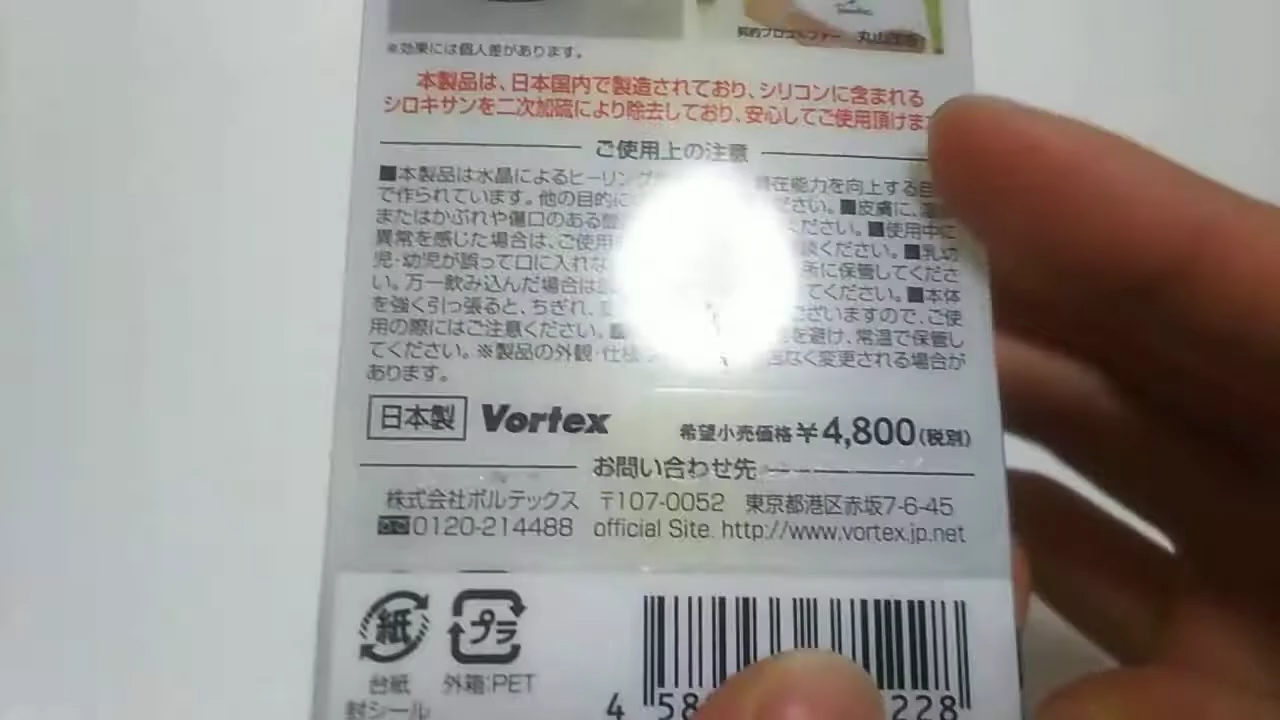 ※効果には個人差があります。
契約プロゴルファー 丸山
本製品は、日本国内で製造されており、シリコンに含まれる
シロキサンを二次加硫により除去しており、安心してご使用頂けま
ご使用上の注意
■本製品は水晶によるヒーリング 在能力を向上する目
で作られています。他の目的に ださい。■皮膚に、
またはかぶれや傷口のある ください。■使用中に
異常を感じた場合は、ご使用 ください。■乳幼
児・幼児が誤って口に入れな 所に保管してくださ
い。万一飲み込んだ場合は てください。■本体
を強く引っ張ると、ちぎれ、 ございますので、ご使
用の際にはご注意ください。 を避け、常温で保管し
てください。※製品の外観・仕様 なく変更される場合が
あります。
日本製 Vortex 希望小売価格¥4,800(税別)
お問い合わせ先
株式会社ボルテックス 〒107-0052 東京都港区赤坂7-6-45
0120-214488 official Site. http://www.vortex.jp.net
紙 プラ
台紙 外箱:PET
封シール
4 58 228